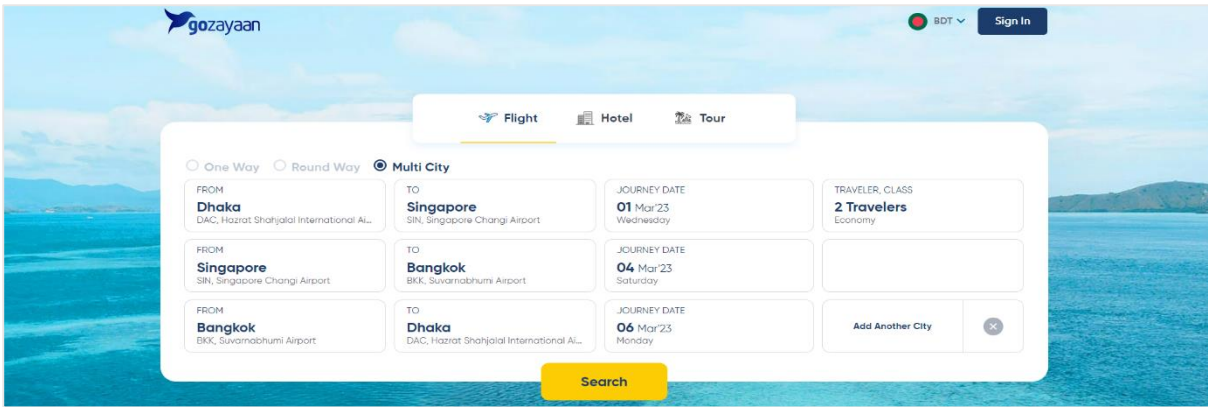 gozayaan
BDT
Sign In
Flight
Hotel
Tour
One Way
Round Way
Multi City
FROM
Dhaka
DAC, Hazrat Shahjalal International Ai...
TO
Singapore
SIN, Singapore Changi Airport
JOURNEY DATE
01 Mar'23
Wednesday
TRAVELER, CLASS
2 Travelers
Economy
FROM
Singapore
SIN, Singapore Changi Airport
TO
Bangkok
BKK, Suvarnabhumi Airport
JOURNEY DATE
04 Mar'23
Saturday
FROM
Bangkok
BKK, Suvarnabhumi Airport
TO
Dhaka
DAC, Hazrat Shahjalal International Ai...
JOURNEY DATE
06 Mar'23
Monday
Add Another City
Search